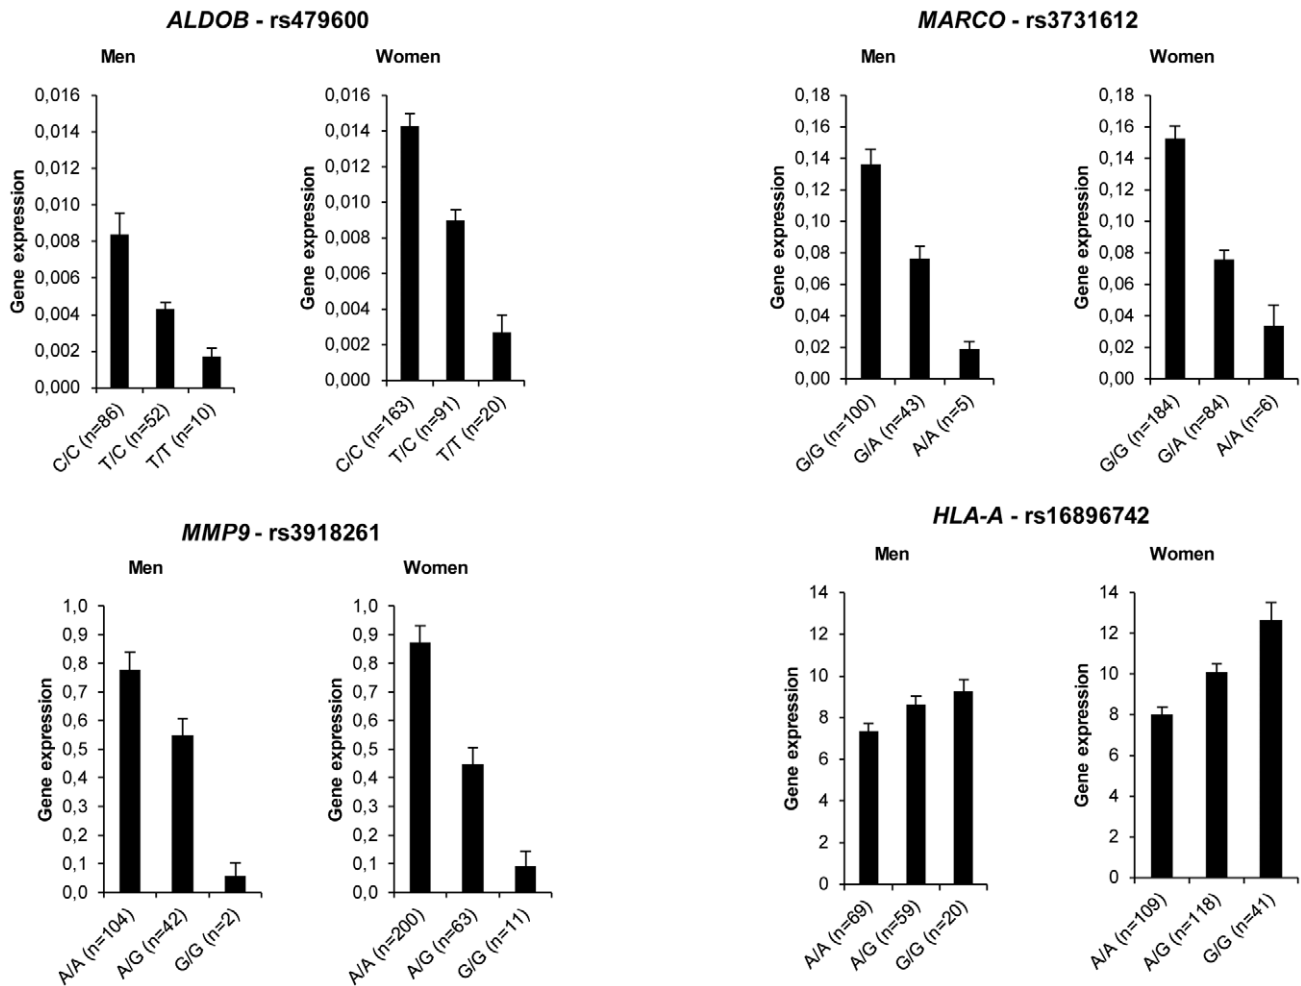 ALDOB - rs479600
Men
Women
0,016
0,014
0,012
0,010
0,008
0,006
0,004
0,002
0,000
Gene expression
C/C (n=86)
T/C (n=52)
T/T (n=10)
0,016
0,014
0,012
0,010
0,008
0,006
0,004
0,002
0,000
Gene expression
C/C (n=163)
T/C (n=91)
T/T (n=20)
MARCO - rs3731612
Men
Women
0,18
0,16
0,14
0,12
0,10
0,08
0,06
0,04
0,02
0,00
Gene expression
G/G (n=100)
G/A (n=43)
A/A (n=5)
0,18
0,16
0,14
0,12
0,10
0,08
0,06
0,04
0,02
0,00
Gene expression
G/G (n=184)
G/A (n=84)
A/A (n=6)
MMP9 - rs3918261
Men
Women
1,0
0,9
0,8
0,7
0,6
0,5
0,4
0,3
0,2
0,1
0,0
Gene expression
A/A (n=104)
A/G (n=42)
G/G (n=2)
1,0
0,9
0,8
0,7
0,6
0,5
0,4
0,3
0,2
0,1
0,0
Gene expression
A/A (n=200)
A/G (n=63)
G/G (n=11)
HLA-A - rs16896742
Men
Women
14
12
10
8
6
4
2
0
Gene expression
A/A (n=69)
A/G (n=59)
G/G (n=20)
14
12
10
8
6
4
2
0
Gene expression
A/A (n=109)
A/G (n=118)
G/G (n=41)